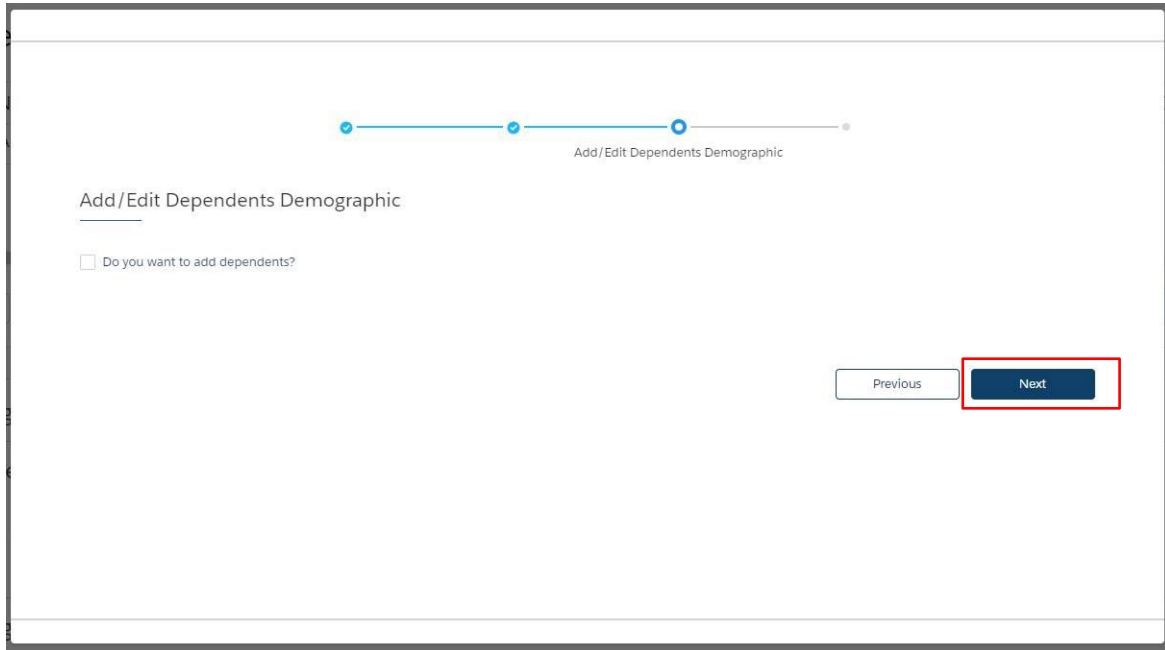 Add/Edit Dependents Demographic
Add/Edit Dependents Demographic
Do you want to add dependents?
Previous
Next